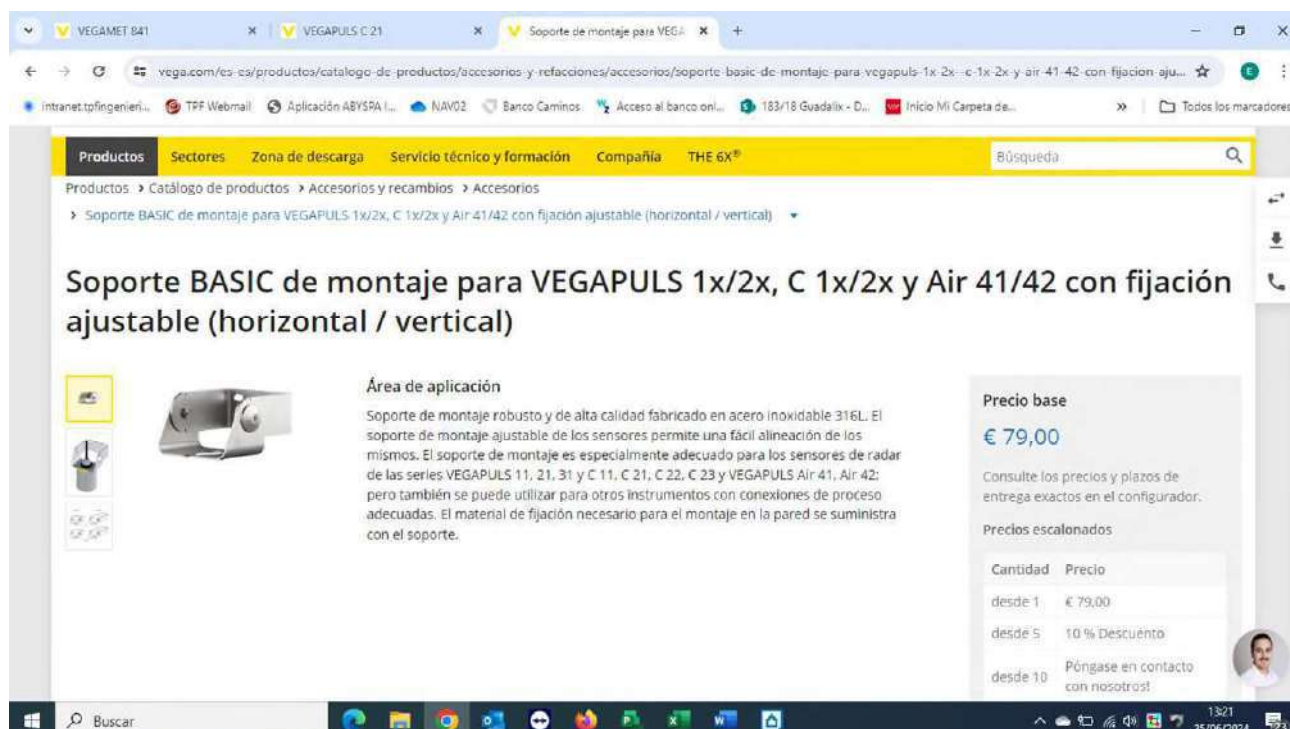 VEGAMET 841
VEGAPULS C 21
Soporte de montaje para VEGA
vega.com/es-es/productos/catalogo-de-productos/accesorios-y-refacciones/accesorios/soporte-basic-de-montaje-para-vegapuls-1x-2x--c-1x-2x-y-air-41-42-con-fijacion-aju...
E
intranet.tpfingenieri...
TPF Webmail
Aplicación ABYSPA I...
NAV02
Banco Caminos
Acceso al banco onl...
183/18 Guadalix - D...
Inicio Mi Carpeta de...
»
Todos los marcadores
Productos Sectores Zona de descarga Servicio técnico y formación Compañía THE 6X®
Búsqueda
Productos > Catálogo de productos > Accesorios y recambios > Accesorios
> Soporte BASIC de montaje para VEGAPULS 1x/2x, C 1x/2x y Air 41/42 con fijación ajustable (horizontal / vertical)
Soporte BASIC de montaje para VEGAPULS 1x/2x, C 1x/2x y Air 41/42 con fijación
ajustable (horizontal / vertical)
Área de aplicación
Soporte de montaje robusto y de alta calidad fabricado en acero inoxidable 316L. El
soporte de montaje ajustable de los sensores permite una fácil alineación de los
mismos. El soporte de montaje es especialmente adecuado para los sensores de radar
de las series VEGAPULS 11, 21, 31 y C 11, C 21, C 22, C 23 y VEGAPULS Air 41, Air 42;
pero también se puede utilizar para otros instrumentos con conexiones de proceso
adecuadas. El material de fijación necesario para el montaje en la pared se suministra
con el soporte.
Precio base
€ 79,00
Consulte los precios y plazos de
entrega exactos en el configurador.
Precios escalonados
Cantidad Precio
desde 1 € 79,00
desde 5 10 % Descuento
desde 10 Póngase en contacto
con nosotros!
Buscar
13:21
25/06/2024